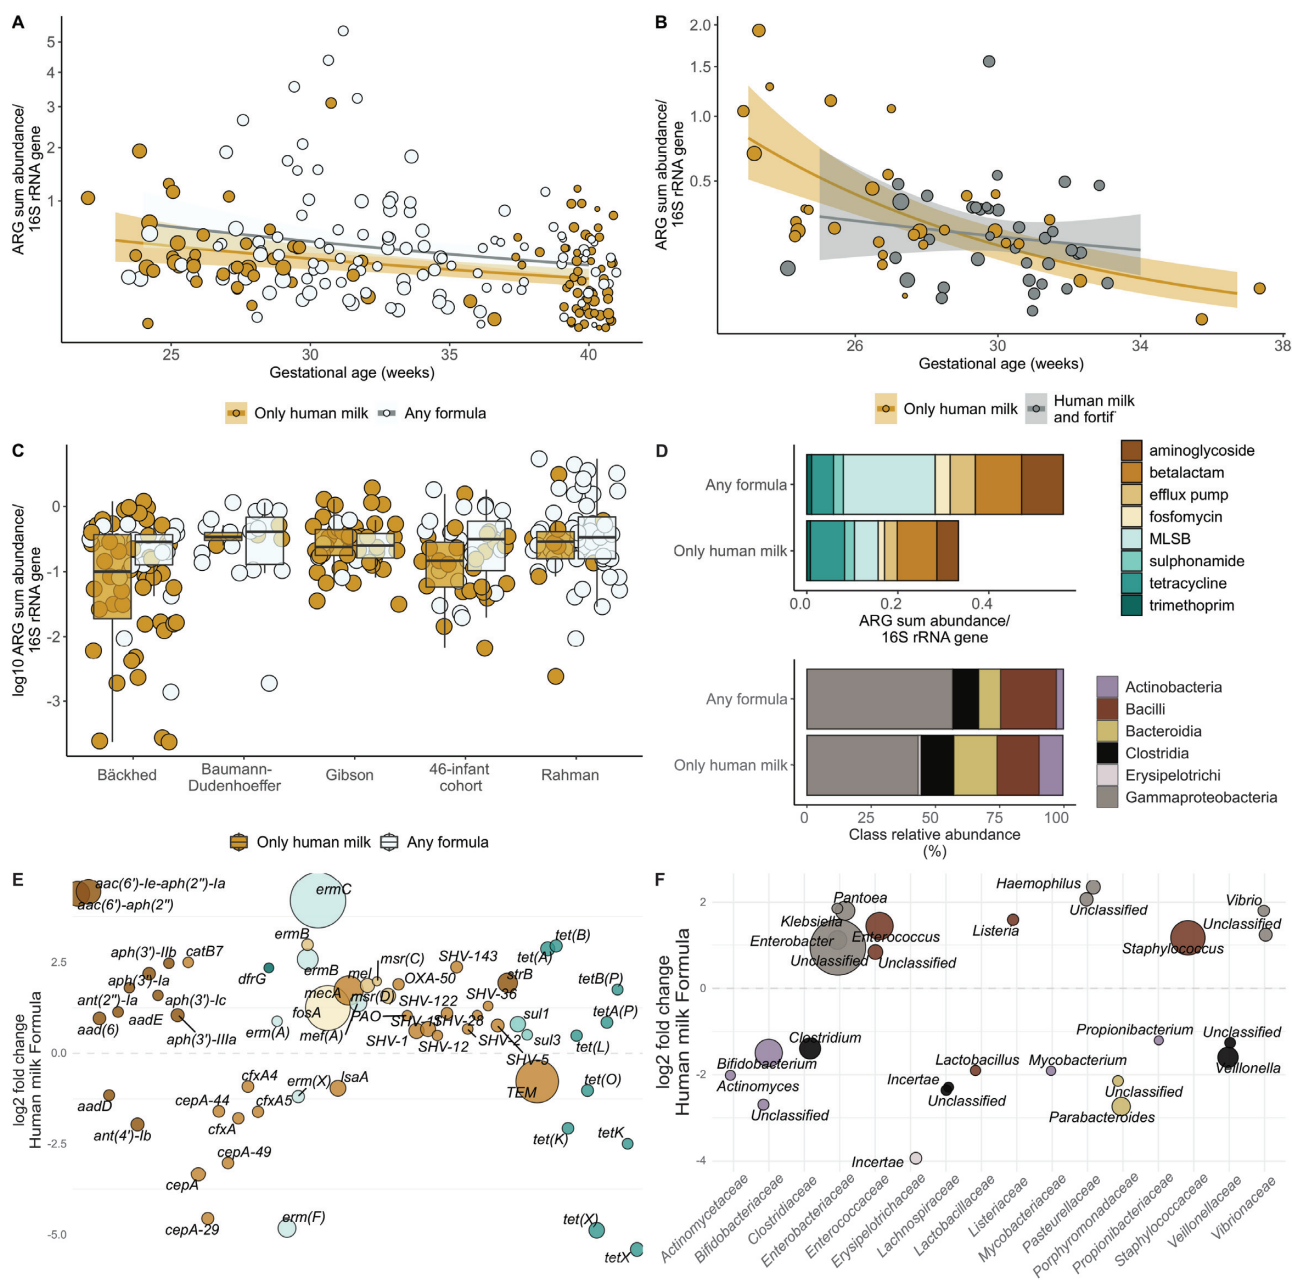 A
ARG sum abundance/
16S rRNA gene
5
4
3
2
1
25
30
35
40
Gestational age (weeks)
Only human milk
Any formula
B
ARG sum abundance/
16S rRNA gene
2.0
1.5
1.0
0.5
26
30
34
38
Gestational age (weeks)
Only human milk
Human milk
and fortif
C
log10 ARG sum abundance/
16S rRNA gene
0
-1
-2
-3
Bäckhed
Baumann-
Dudenhoeffer
Gibson
46-infant
cohort
Rahman
Only human milk
Any formula
D
Any formula
Only human milk
0.0
0.2
0.4
ARG sum abundance/
16S rRNA gene
aminoglycoside
betalactam
efflux pump
fosfomycin
MLSB
sulphonamide
tetracycline
trimethoprim
Any formula
Only human milk
0
25
50
75
100
Class relative abundance
(%)
Actinobacteria
Bacilli
Bacteroidia
Clostridia
Erysipelotrichi
Gammaproteobacteria
E
log2 fold change
Human milk Formula
2.5
0.0
-2.5
-5.0
aac(6')-Ie-aph(2'')-Ia
aac(6')-aph(2'')
ermC
ermB
aph(3')-IIb
catB7
aph(3')-Ia
dfrG
ermB
mel
msr(C)
SHV-143
tet(B)
tet(A)
ant(2'')-Ia
aph(3')-Ic
mecA
msr(D)
OXA-50
strB
tetB(P)
aad(6)
aadE
fosA
PAO
SHV-122
SHV-36
aph(3')-IIIa
erm(A)
mef(A)
SHV-11
SHV-28
sul1
tetA(P)
SHV-1
SHV-12
SHV-2
sul3
tet(L)
SHV-5
cfxA4
erm(X)
lsaA
TEM
tet(O)
aadD
cepA-44
cfxA5
ant(4')-Ib
cfxA
tet(K)
tetK
cepA-49
cepA
cepA-29
erm(F)
tet(X)
tetX
F
log2 fold change
Human milk Formula
2
0
-2
-4
Haemophilus
Pantoea
Vibrio
Klebsiella
Unclassified
Unclassified
Enterobacter
Enterococcus
Listeria
Staphylococcus
Unclassified
Unclassified
Clostridium
Propionibacterium
Unclassified
Bifidobacterium
Lactobacillus
Mycobacterium
Veillonella
Actinomyces
Incertae
Unclassified
Unclassified
Unclassified
Parabacteroides
Incertae
Actinomycetaceae
Bifidobacteriaceae
Clostridiaceae
Enterobacteriaceae
Enterococcaceae
Erysipelotrichaceae
Lachnospiraceae
Lactobacillaceae
Listeriaceae
Mycobacteriaceae
Pasteurellaceae
Porphyromonadaceae
Propionibacteriaceae
Staphylococcaceae
Veillonellaceae
Vibrionaceae